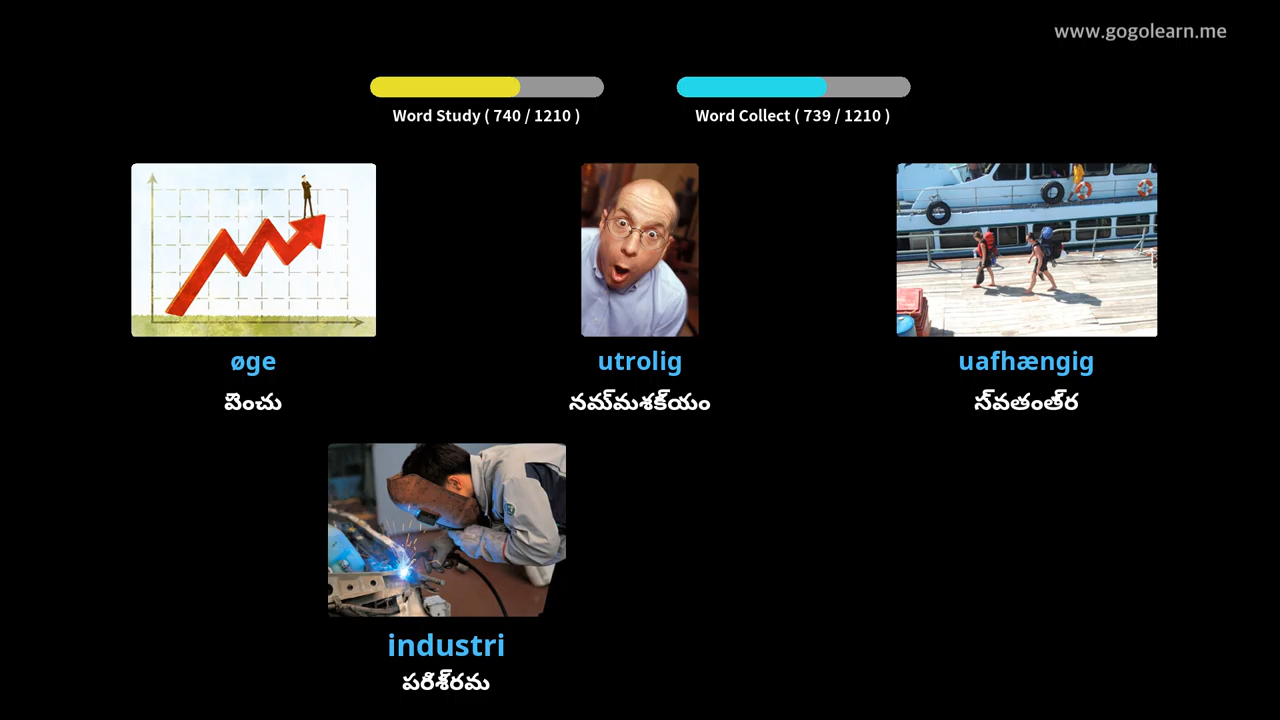 www.gogolearn.me
Word Study ( 740 / 1210 )
Word Collect ( 739 / 1210 )
øge
utrolig
uafhængig
పెంచు
నమ్మశక్యం
స్వతంత్ర
industri
పరిశ్రమ